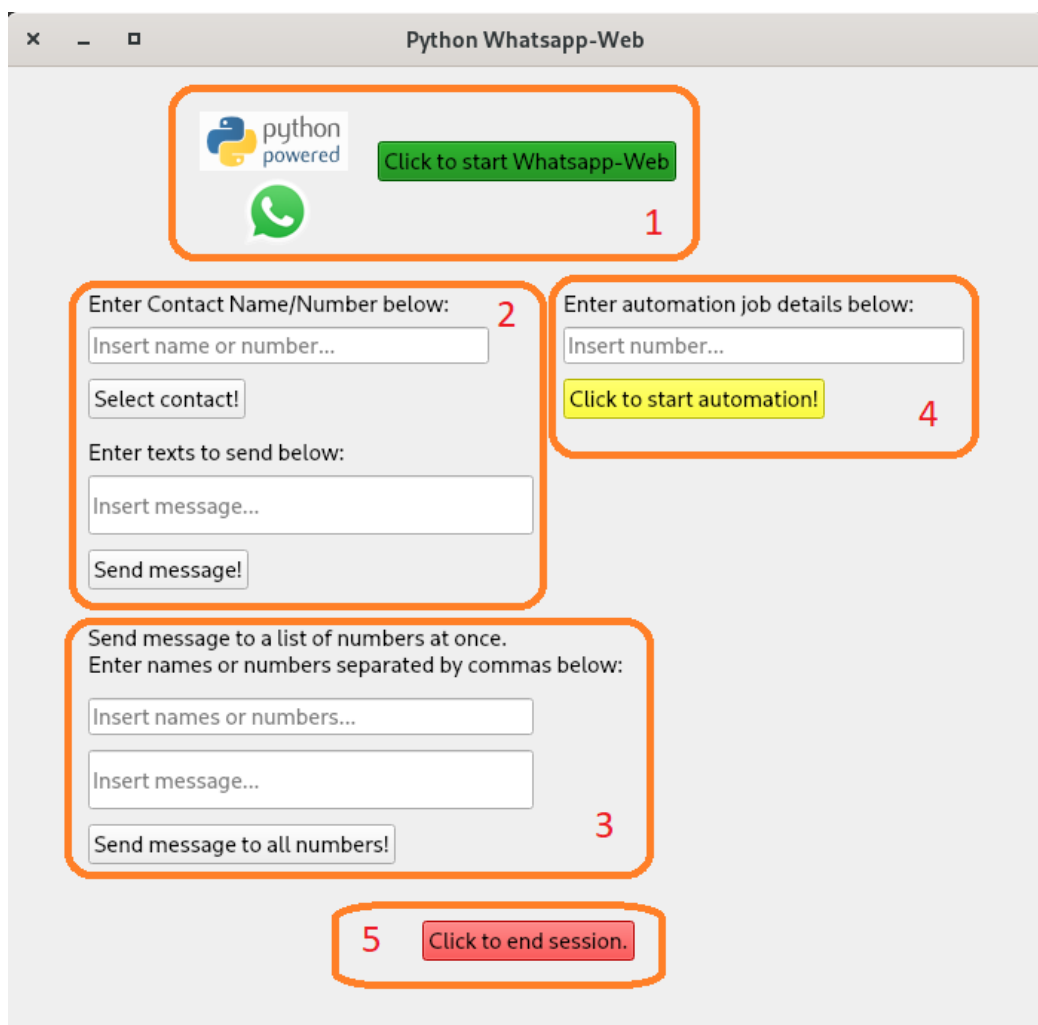 Python Whatsapp-Web
python
powered
Click to start Whatsapp-Web
1
Enter Contact Name/Number below:
2
Insert name or number...
Select contact!
Enter texts to send below:
Insert message...
Send message!
Enter automation job details below:
Insert number...
Click to start automation!
4
Send message to a list of numbers at once.
Enter names or numbers separated by commas below:
Insert names or numbers...
Insert message...
3
Send message to all numbers!
5
Click to end session.